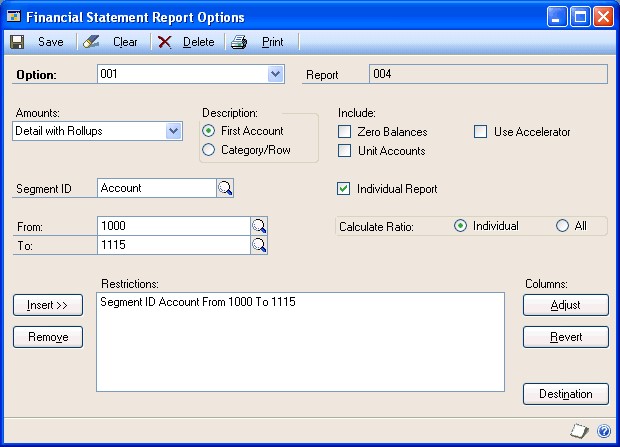 Financial Statement Report Options
Save Clear Delete Print
Option: 001 Report 004
Amounts: Description: Include:
Detail with Rollups First Account Zero Balances Use Accelerator
Category/Row Unit Accounts
Segment ID Account Individual Report
From: 1000 Calculate Ratio: Individual All
To: 1115
Restrictions: Columns:
Insert >> Segment ID Account From 1000 To 1115 Adjust
Remove Revert
Destination